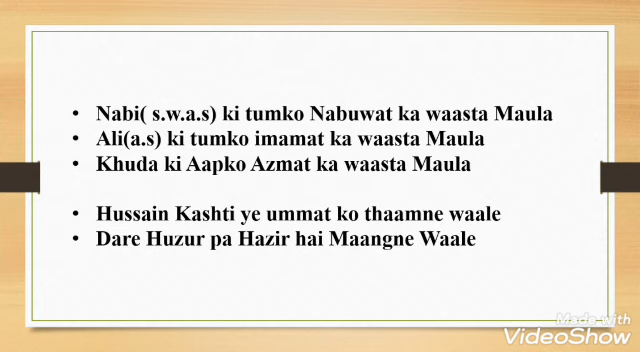 • Nabi( s.w.a.s) ki tumko Nabuwat ka waasta Maula
• Ali(a.s) ki tumko imamat ka waasta Maula
• Khuda ki Aapko Azmat ka waasta Maula
• Hussain Kashti ye ummat ko thaamne waale
• Dare Huzur pa Hazir hai Maangne Waale
Made with
VideoShow